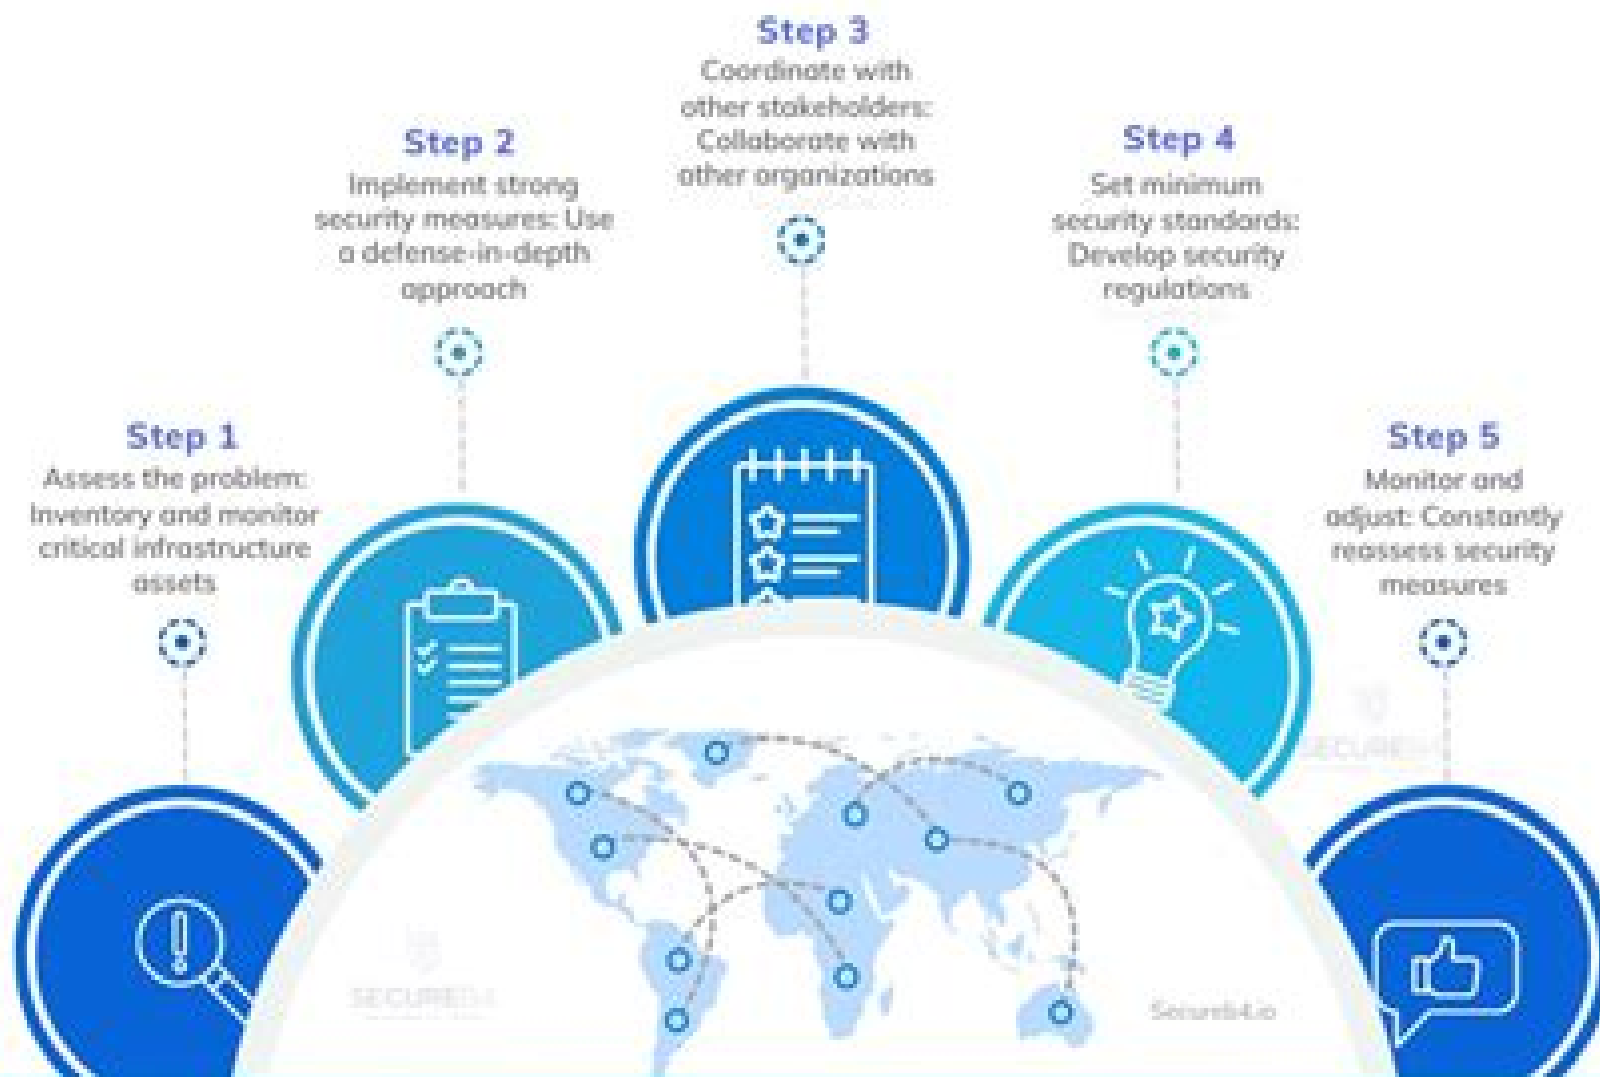 Step 1
Assess the problem:
Inventory and monitor
critical infrastructure
assets
Step 2
Implement strong
security measures: Use
a defense-in-depth
approach
Step 3
Coordinate with
other stakeholders:
Collaborate with
other organizations
Step 4
Set minimum
security standards:
Develop security
regulations
Step 5
Monitor and
adjust: Constantly
reassess security
measures
SECURE64
Secure64.io